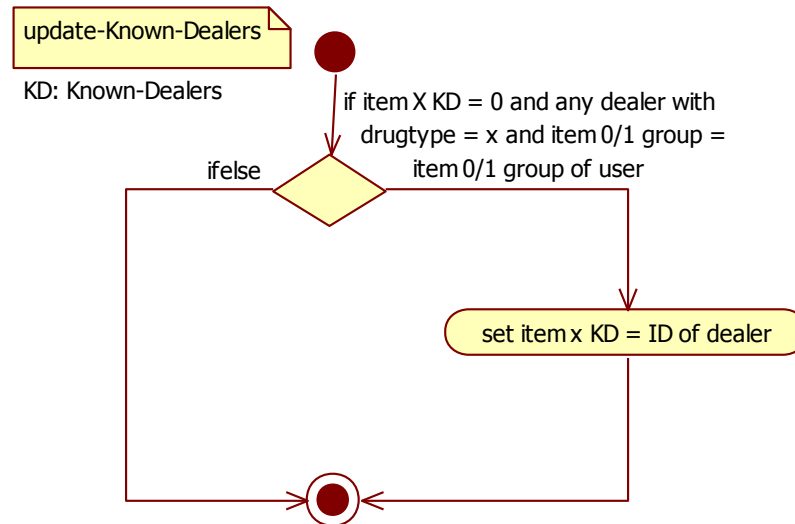 update-Known-Dealers
KD: Known-Dealers
if item X KD = 0 and any dealer with
drugtype = x and item 0/1 group =
item 0/1 group of user
ifelse
set item x KD = ID of dealer